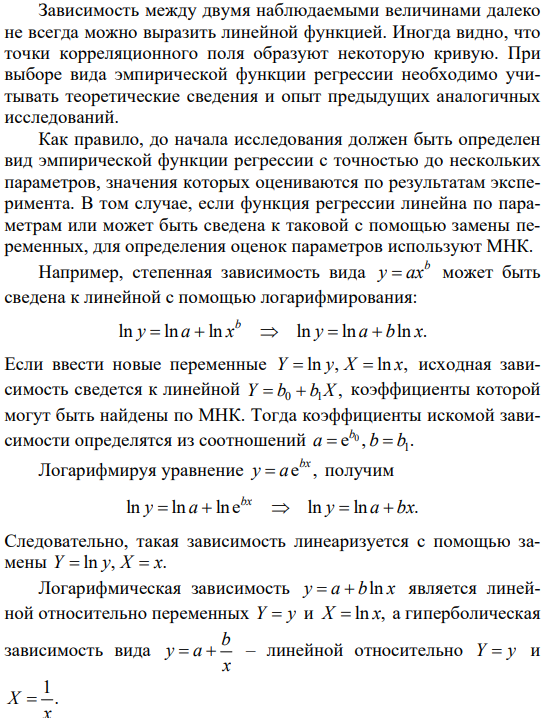 Зависимость между двумя наблюдаемыми величинами далеко
не всегда можно выразить линейной функцией. Иногда видно, что
точки корреляционного поля образуют некоторую кривую. При
выборе вида эмпирической функции регрессии необходимо учи-
тывать теоретические сведения и опыт предыдущих аналогичных
исследований.
Как правило, до начала исследования должен быть определен
вид эмпирической функции регрессии с точностью до нескольких
параметров, значения которых оцениваются по результатам экспе-
римента. В том случае, если функция регрессии линейна по пара-
метрам или может быть сведена к таковой с помощью замены пе-
ременных, для определения оценок параметров используют МНК.
Например, степенная зависимость вида y = ax^b может быть
сведена к линейной с помощью логарифмирования:
ln y = ln a + ln x^b ⇒ ln y = ln a + b ln x.
Если ввести новые переменные Y = ln y, X = ln x, исходная зави-
симость сведется к линейной Y = b₀ + b₁X, коэффициенты которой
могут быть найдены по МНК. Тогда коэффициенты искомой зави-
симости определятся из соотношений a = e^b₀, b = b₁.
Логарифмируя уравнение y = a e^bx, получим
ln y = ln a + ln e^bx ⇒ ln y = ln a + bx.
Следовательно, такая зависимость линеаризуется с помощью за-
мены Y = ln y, X = x.
Логарифмическая зависимость y = a + b ln x является линей-
ной относительно переменных Y = y и X = ln x, а гиперболическая
зависимость вида y = a + b/x – линейной относительно Y = y и
X = 1/x.